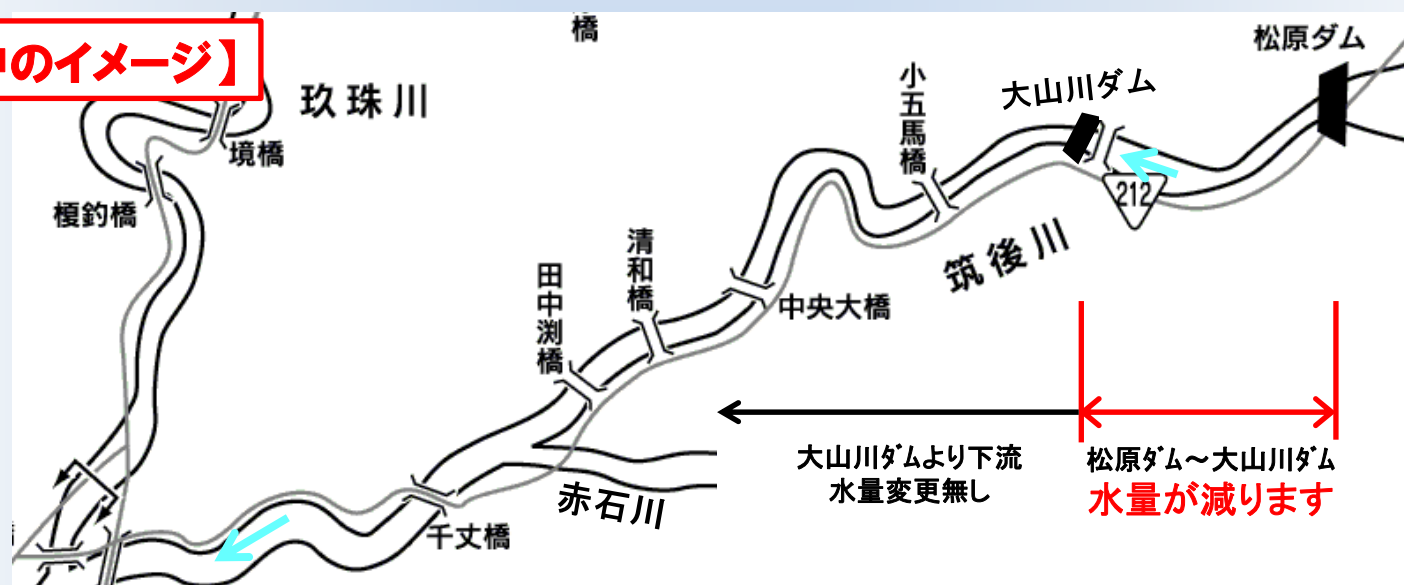 のイメージ】
橋
松原ダム
玖珠川
小五馬橋
大山川ダム
境橋
榎釣橋
212
清和橋
筑後川
田中渕橋
中央大橋
大山川ダムより下流
水量変更無し
松原ダム～大山川ダム
水量が減ります
赤石川
千丈橋